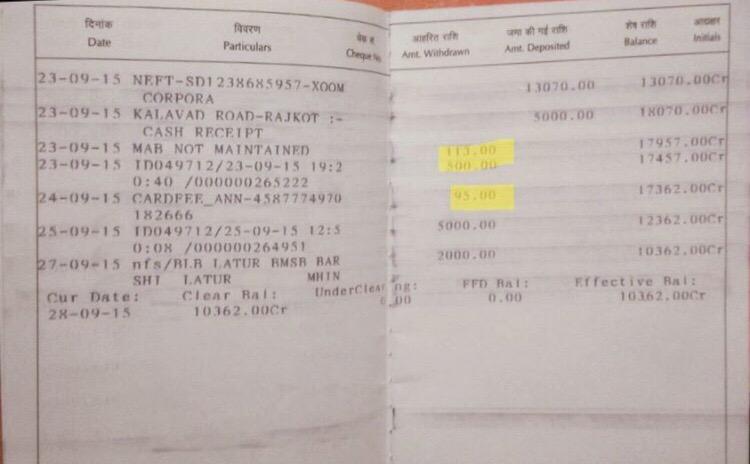 दिनांक विवरण चेक नं आहरित राशि जमा की गई राशि शेष राशि आद्याक्षर
Date Particulars Cheque No. Amt. Withdrawn Amt. Deposited Balance Initials
23-09-15 NEFT-SD1238685957-XOOM 13070.00 13070.00Cr
CORPORA
23-09-15 KALAVAD ROAD-RAJKOT :- 5000.00 18070.00Cr
CASH RECEIPT
23-09-15 MAB NOT MAINTAINED 113.00 17957.00Cr
23-09-15 ID049712/23-09-15 19:2 500.00 17457.00Cr
0:40 /000000265222
24-09-15 CARDFEE_ANN-4587774970 95.00 17362.00Cr
182666
25-09-15 ID049712/25-09-15 12:5 5000.00 12362.00Cr
0:08 /000000264951
27-09-15 nfs/BLB LATUR BMSB BAR 2000.00 10362.00Cr
SHI LATUR MHIN
Cur Date: Clear Bal: UnderClearing: FFD Bal: Effective Bal:
28-09-15 10362.00Cr 0.00 0.00 10362.00Cr